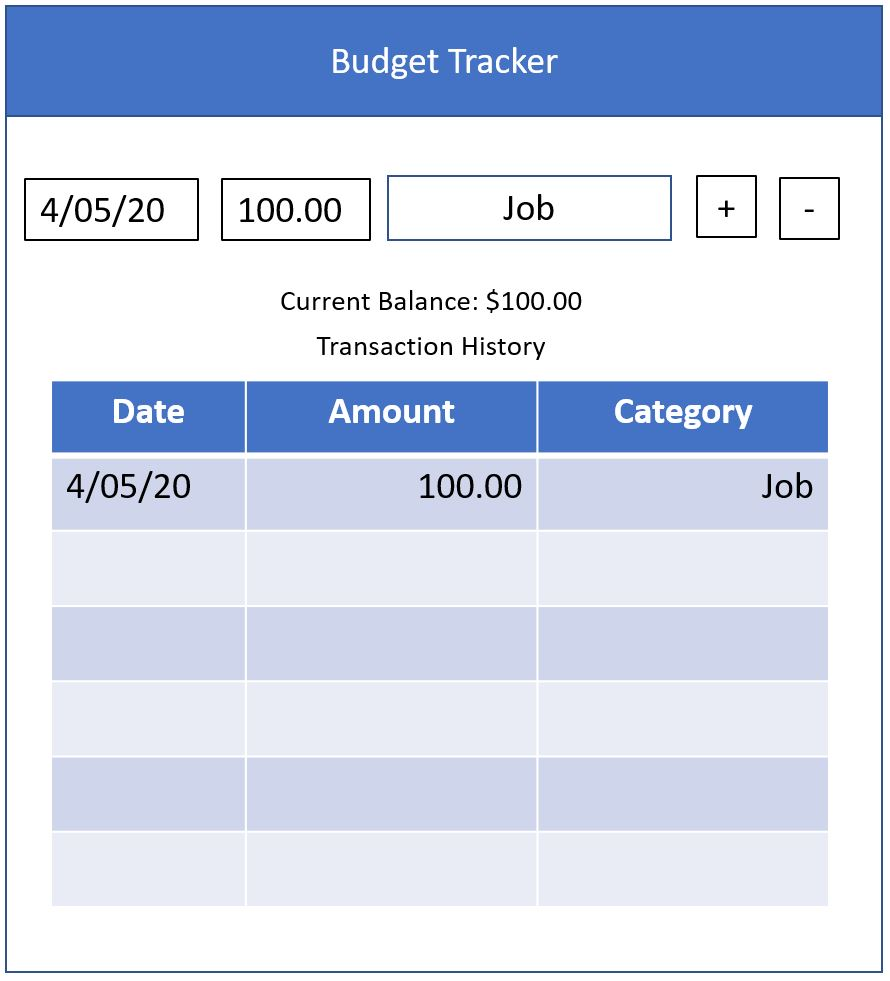 Budget Tracker
4/05/20 100.00 Job + -
Current Balance: $100.00
Transaction History
Date Amount Category
4/05/20 100.00 Job